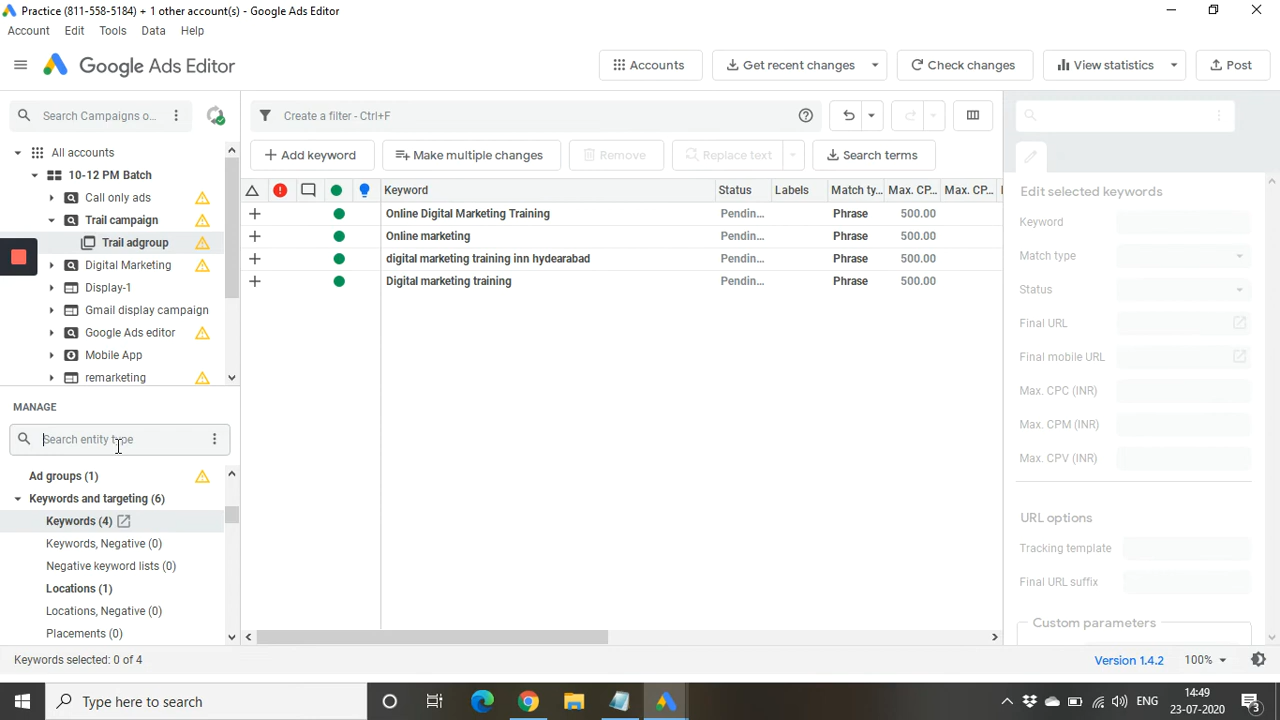 Practice (811-558-5184) + 1 other account(s) - Google Ads Editor
Account Edit Tools Data Help
Google Ads Editor
Accounts
Get recent changes
Check changes
View statistics
Post
Search Campaigns o...
Create a filter - Ctrl+F
Add keyword
Make multiple changes
Remove
Replace text
Search terms
All accounts
10-12 PM Batch
Call only ads
Trail campaign
Trail adgroup
Digital Marketing
Display-1
Gmail display campaign
Google Ads editor
Mobile App
remarketing
Keyword Status Labels Match ty... Max. CP... Max. CP...
Online Digital Marketing Training Pendin... Phrase 500.00
Online marketing Pendin... Phrase 500.00
digital marketing training inn hydearabad Pendin... Phrase 500.00
Digital marketing training Pendin... Phrase 500.00
MANAGE
Search entity type
Ad groups (1)
Keywords and targeting (6)
Keywords (4)
Keywords, Negative (0)
Negative keyword lists (0)
Locations (1)
Locations, Negative (0)
Placements (0)
Edit selected keywords
Keyword
Match type
Status
Final URL
Final mobile URL
Max. CPC (INR)
Max. CPM (INR)
Max. CPV (INR)
URL options
Tracking template
Final URL suffix
Custom parameters
Keywords selected: 0 of 4
Version 1.4.2
100%
Type here to search
ENG
14:49
23-07-2020
3